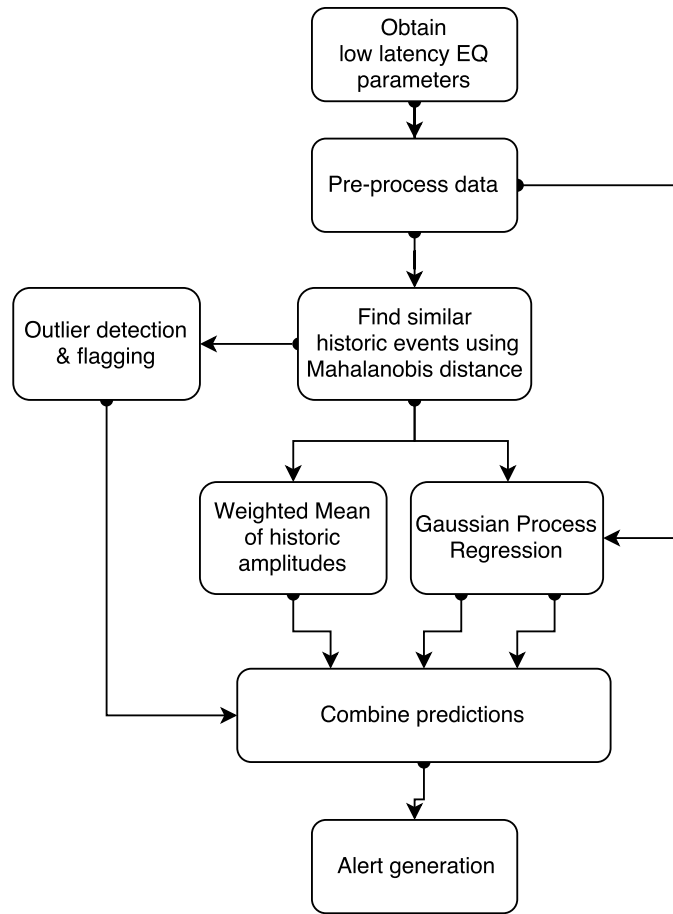 Obtain
low latency EQ
parameters
Pre-process data
Outlier detection
& flagging
Find similar
historic events using
Mahalanobis distance
Weighted Mean
of historic
amplitudes
Gaussian Process
Regression
Combine predictions
Alert generation